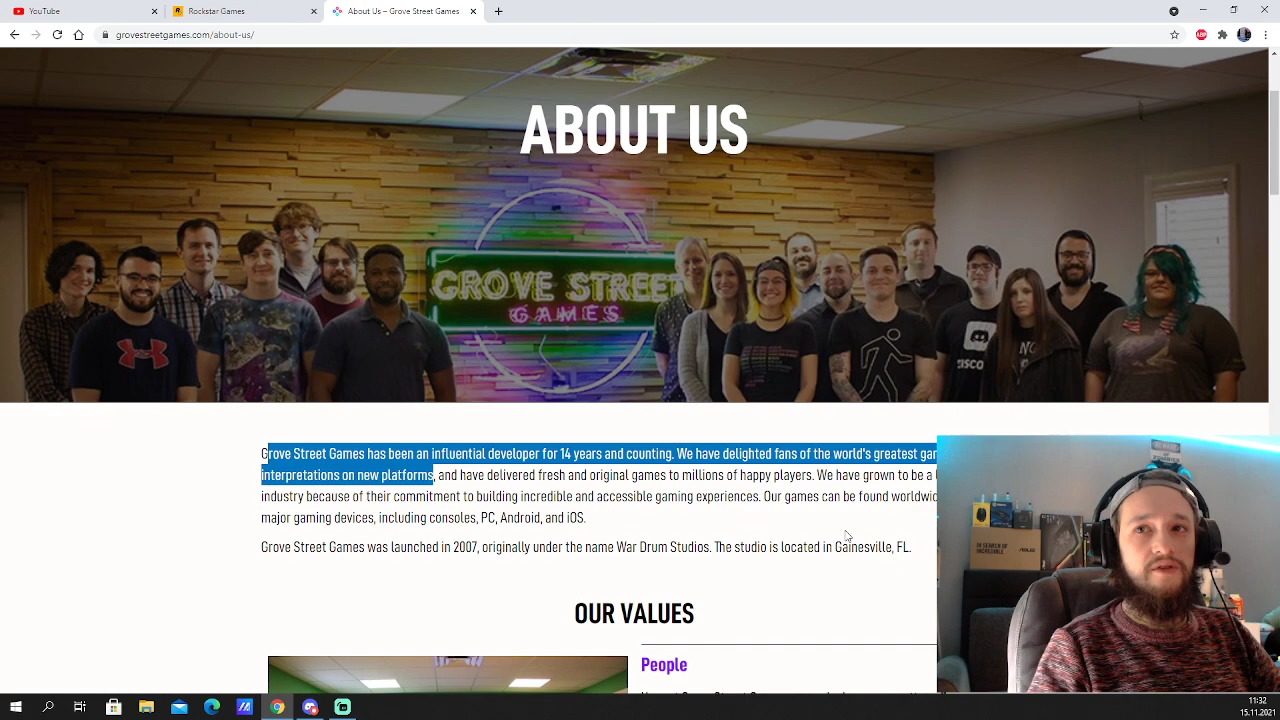 YouTube
Rockstar Games
About Us – Grove Street Games
grovestreetgames.com/about-us/
ABP
ABOUT US
GROVE STREET
GAMES
Grove Street Games has been an influential developer for 14 years and counting. We have delighted fans of the world's greatest
interpretations on new platforms, and have delivered fresh and original games to millions of happy players. We have grown to be a
industry because of their commitment to building incredible and accessible gaming experiences. Our games can be found
major gaming devices, including consoles, PC, Android, and iOS.
Grove Street Games was launched in 2007, originally under the name War Drum Studios. The studio is located in Gainesville, FL.
OUR VALUES
People
IN SEARCH OF
INCREDIBLE
11:32
15.11.2021